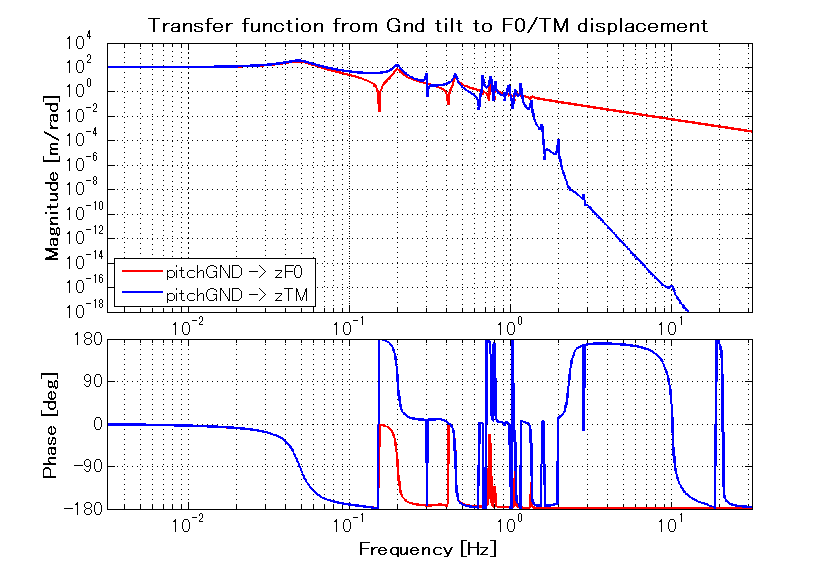 Transfer function from Gnd tilt to F0/TM displacement
Magnitude [m/rad]
10^4
10^2
10^0
10^-2
10^-4
10^-6
10^-8
10^-10
10^-12
10^-14
10^-16
10^-18
pitchGND -> zF0
pitchGND -> zTM
10^-2 10^-1 10^0 10^1
Phase [deg]
180
90
0
-90
-180
10^-2 10^-1 10^0 10^1
Frequency [Hz]